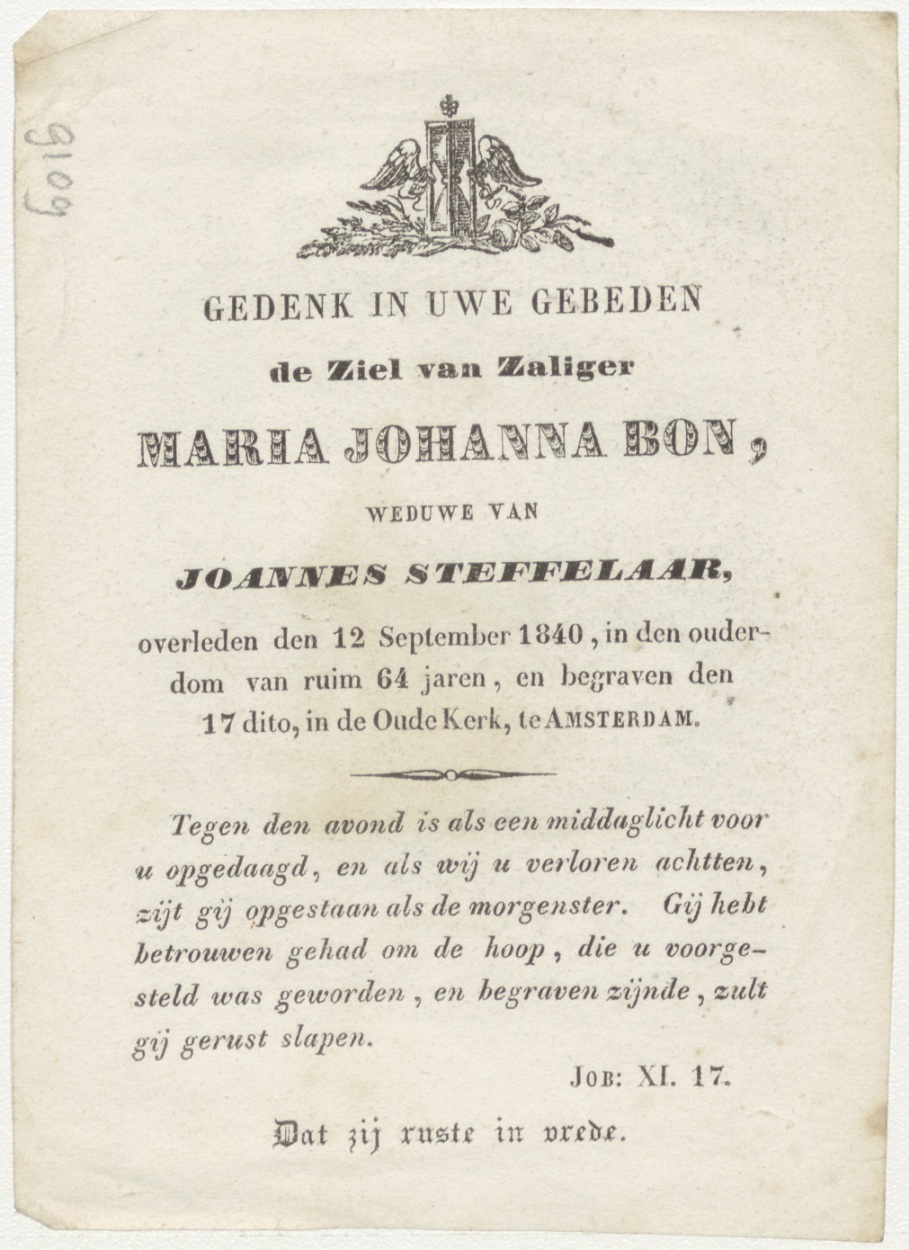 9109
GEDENK IN UWE GEBEDEN
de Ziel van Zaliger
MARIA JOHANNA BON,
WEDUWE VAN
JOANNES STEFFELAAR,
overleden den 12 September 1840, in den ouder-
dom van ruim 64 jaren, en begraven den
17 dito, in de Oude Kerk, te AMSTERDAM.
Tegen den avond is als een middaglicht voor
u opgedaagd, en als wij u verloren achtten,
zijt gij opgestaan als de morgenster. Gij hebt
betrouwen gehad om de hoop, die u voorge-
steld was geworden, en begraven zijnde, zult
gij gerust slapen.
JOB: XI. 17.
Dat zij ruste in vrede.